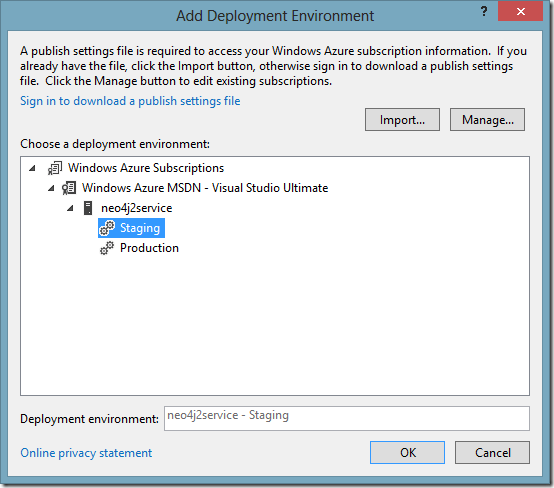 Add Deployment Environment
?
A publish settings file is required to access your Windows Azure subscription information. If you
already have the file, click the Import button, otherwise sign in to download a publish settings
file. Click the Manage button to edit existing subscriptions.
Sign in to download a publish settings file
Import... Manage...
Choose a deployment environment:
Windows Azure Subscriptions
Windows Azure MSDN - Visual Studio Ultimate
neo4j2service
Staging
Production
Deployment environment: neo4j2service - Staging
Online privacy statement OK Cancel